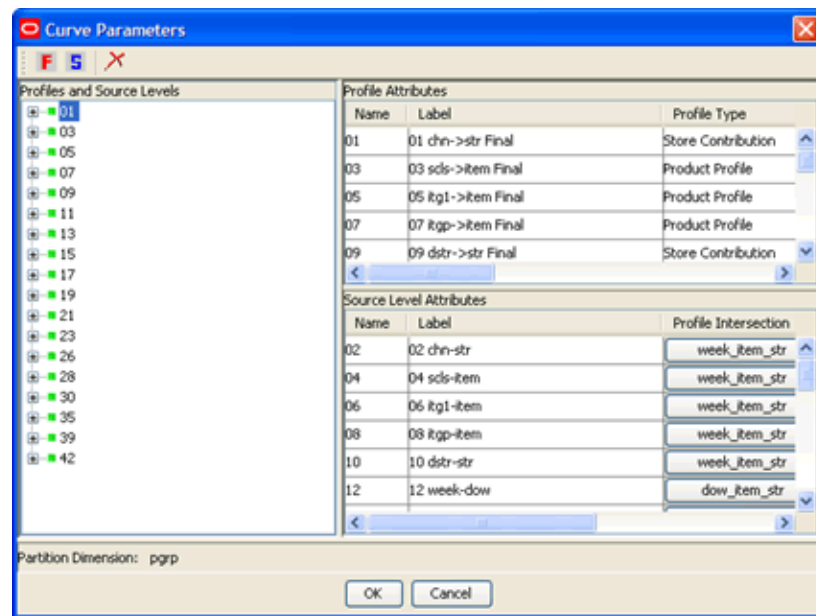 Curve Parameters
F S
Profiles and Source Levels
01
03
05
07
09
11
13
15
17
19
21
23
26
28
30
35
39
42
Profile Attributes
Name Label Profile Type
01 01 chn->str Final Store Contribution
03 03 scls->item Final Product Profile
05 05 itg1->item Final Product Profile
07 07 itgp->item Final Product Profile
09 09 dstr->str Final Store Contribution
Source Level Attributes
Name Label Profile Intersection
02 02 chn-str week_item_str
04 04 scls-item week_item_str
06 06 itg1-item week_item_str
08 08 itgp-item week_item_str
10 10 dstr-str week_item_str
12 12 week-dow dow_item_str
Partition Dimension: pgrp
OK Cancel